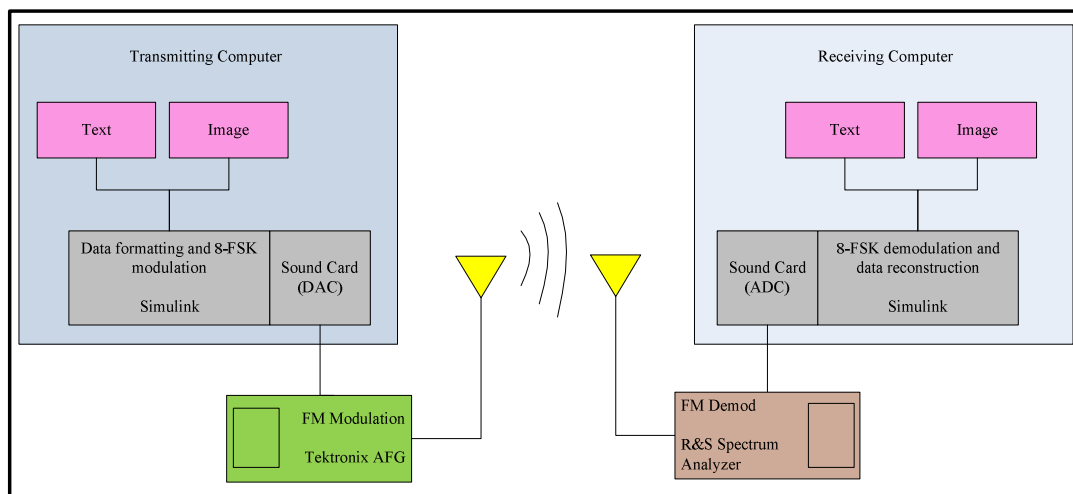 Transmitting Computer
Text
Image
Data formatting and 8-FSK
modulation
Simulink
Sound Card
(DAC)
FM Modulation
Tektronix AFG
Receiving Computer
Text
Image
Sound Card
(ADC)
8-FSK demodulation and
data reconstruction
Simulink
FM Demod
R&S Spectrum
Analyzer